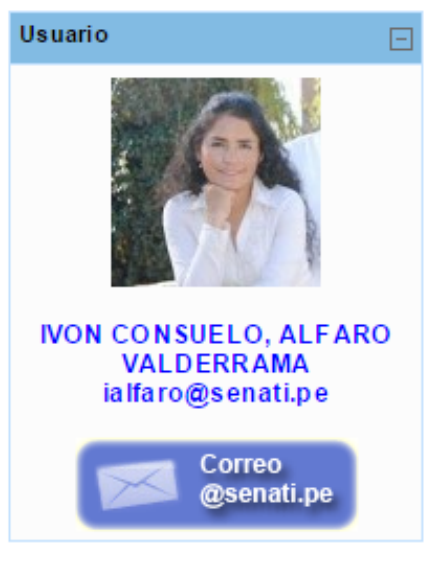 Usuario
IVON CONSUELO, ALFARO
VALDERRAMA
ialfaro@senati.pe
Correo
@senati.pe